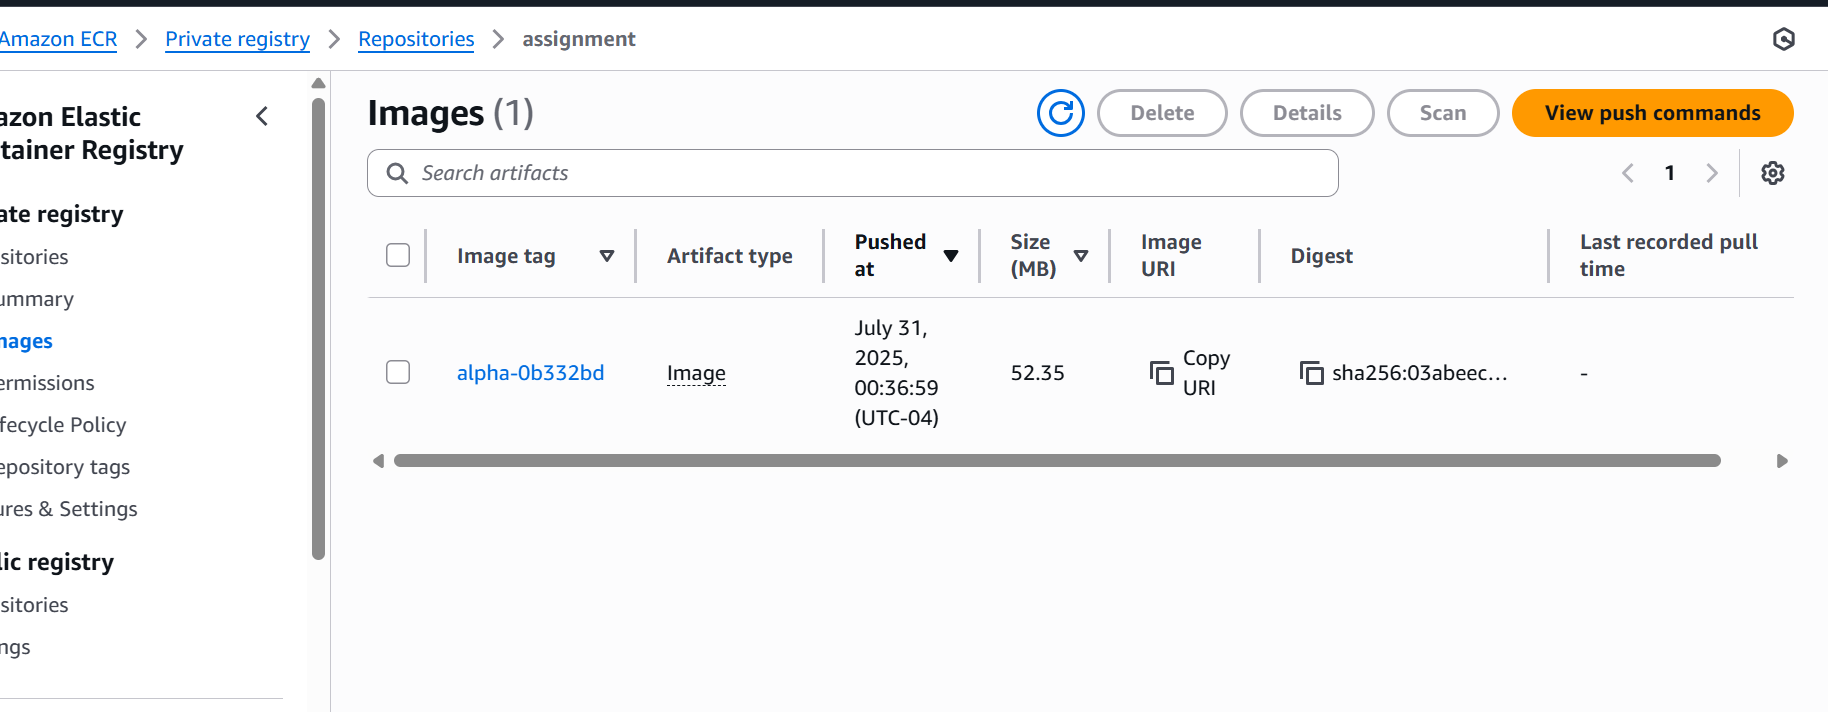 Amazon ECR > Private registry > Repositories > assignment
azon Elastic
tainer Registry
ate registry
sitories
ummary
nages
ermissions
fecycle Policy
epository tags
ures & Settings
lic registry
sitories
ngs
Images (1)
Delete
Details
Scan
View push commands
Search artifacts
1
Image tag
Artifact type
Pushed
at
Size
(MB)
Image
URI
Digest
Last recorded pull
time
alpha-0b332bd
Image
July 31,
2025,
00:36:59
(UTC-04)
52.35
Copy
URI
sha256:03abeec...
-